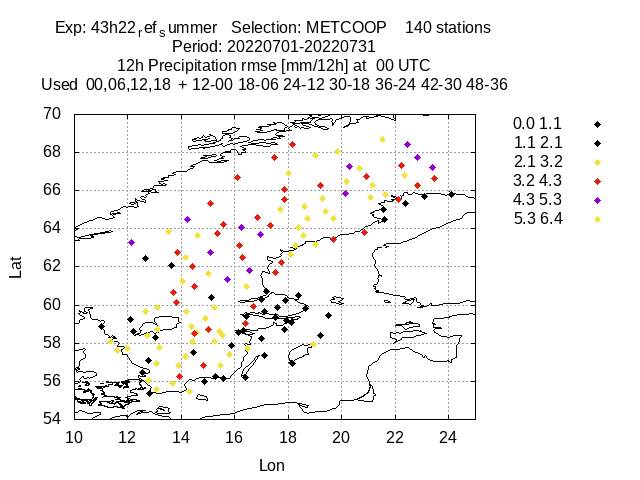 Exp: 43h22refsummer Selection: METCOOP 140 stations
Period: 20220701-20220731
12h Precipitation rmse [mm/12h] at 00 UTC
Used 00,06,12,18 + 12-00 18-06 24-12 30-18 36-24 42-30 48-36
70
68
66
64
62
60
58
56
54
Lat
10 12 14 16 18 20 22 24
Lon
0.0 1.1
1.1 2.1
2.1 3.2
3.2 4.3
4.3 5.3
5.3 6.4